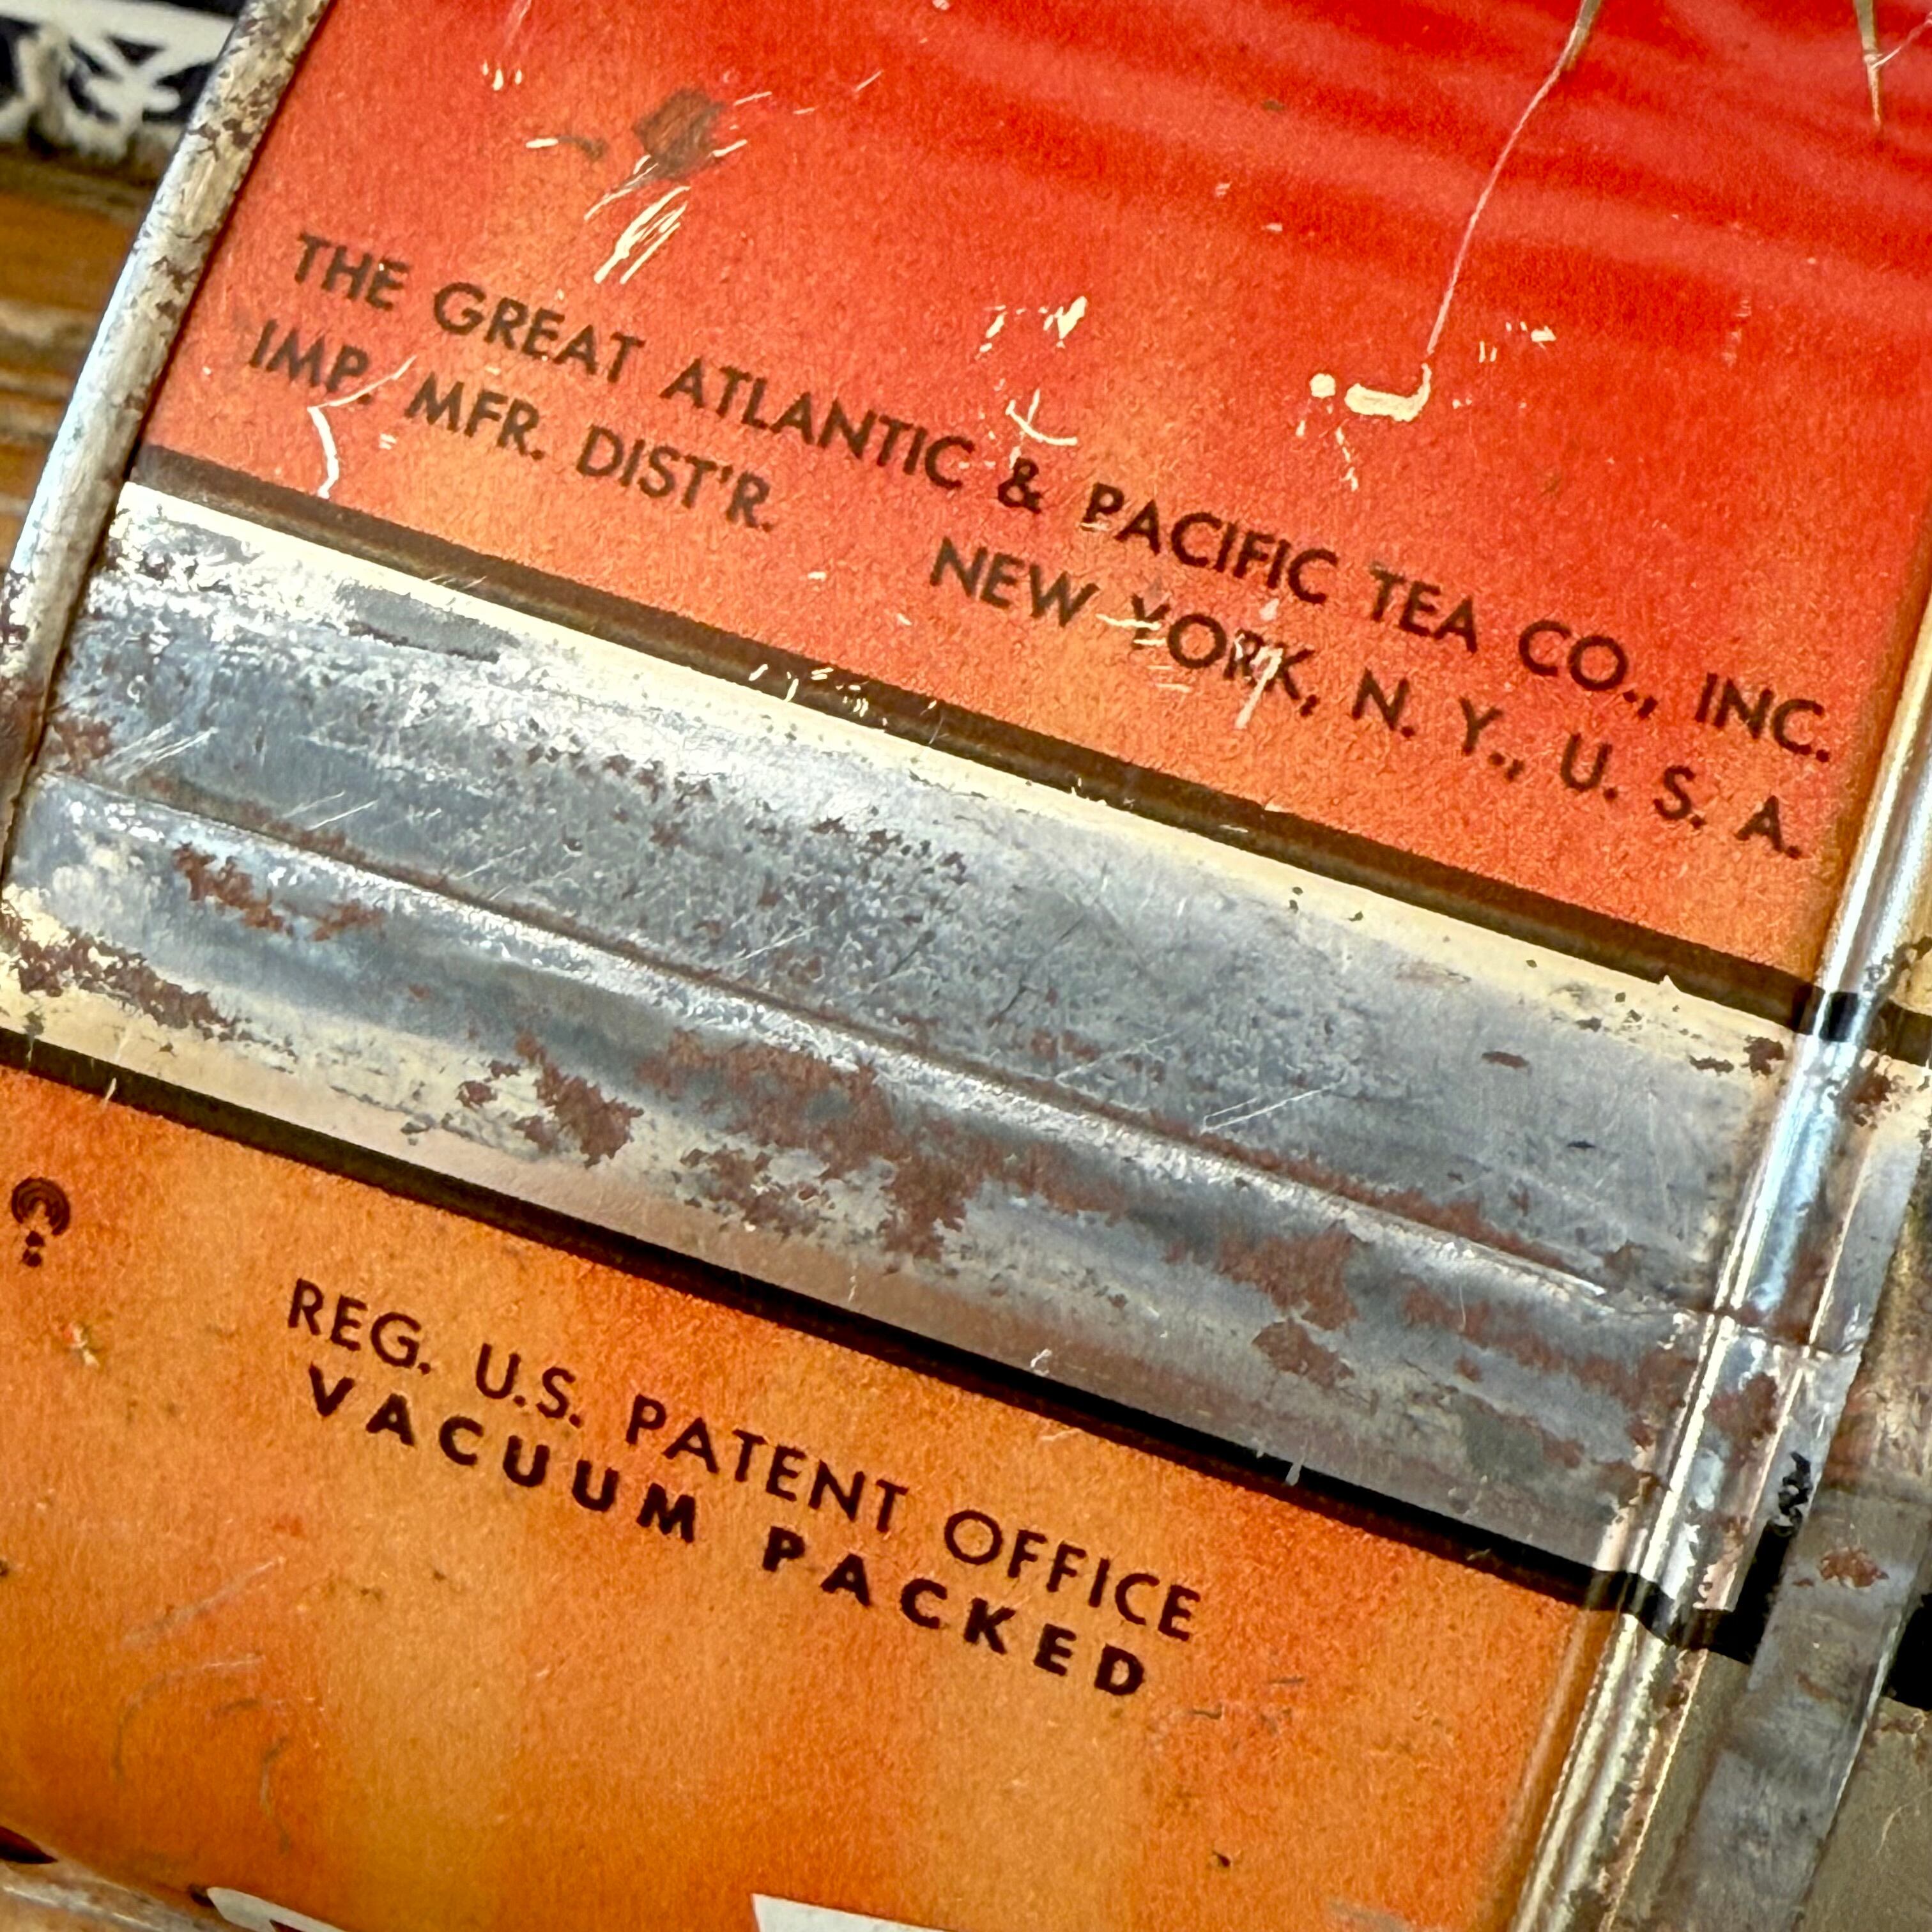 THE GREAT ATLANTIC & PACIFIC TEA CO., INC.
IMP. MFR. DIST'R. NEW YORK, N. Y., U. S. A.
REG. U.S. PATENT OFFICE
VACUUM PACKED